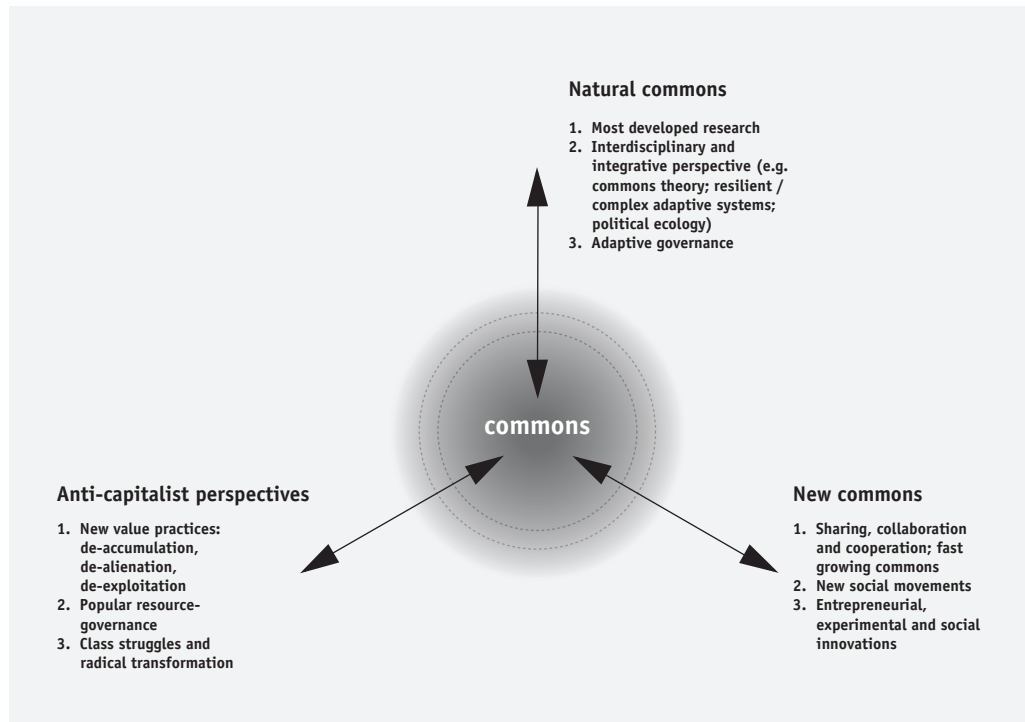 Natural commons
1. Most developed research
2. Interdisciplinary and
integrative perspective (e.g.
commons theory; resilient /
complex adaptive systems;
political ecology)
3. Adaptive governance
commons
Anti-capitalist perspectives
1. New value practices:
de-accumulation,
de-alienation,
de-exploitation
2. Popular resource-
governance
3. Class struggles and
radical transformation
New commons
1. Sharing, collaboration
and cooperation; fast
growing commons
2. New social movements
3. Entrepreneurial,
experimental and social
innovations